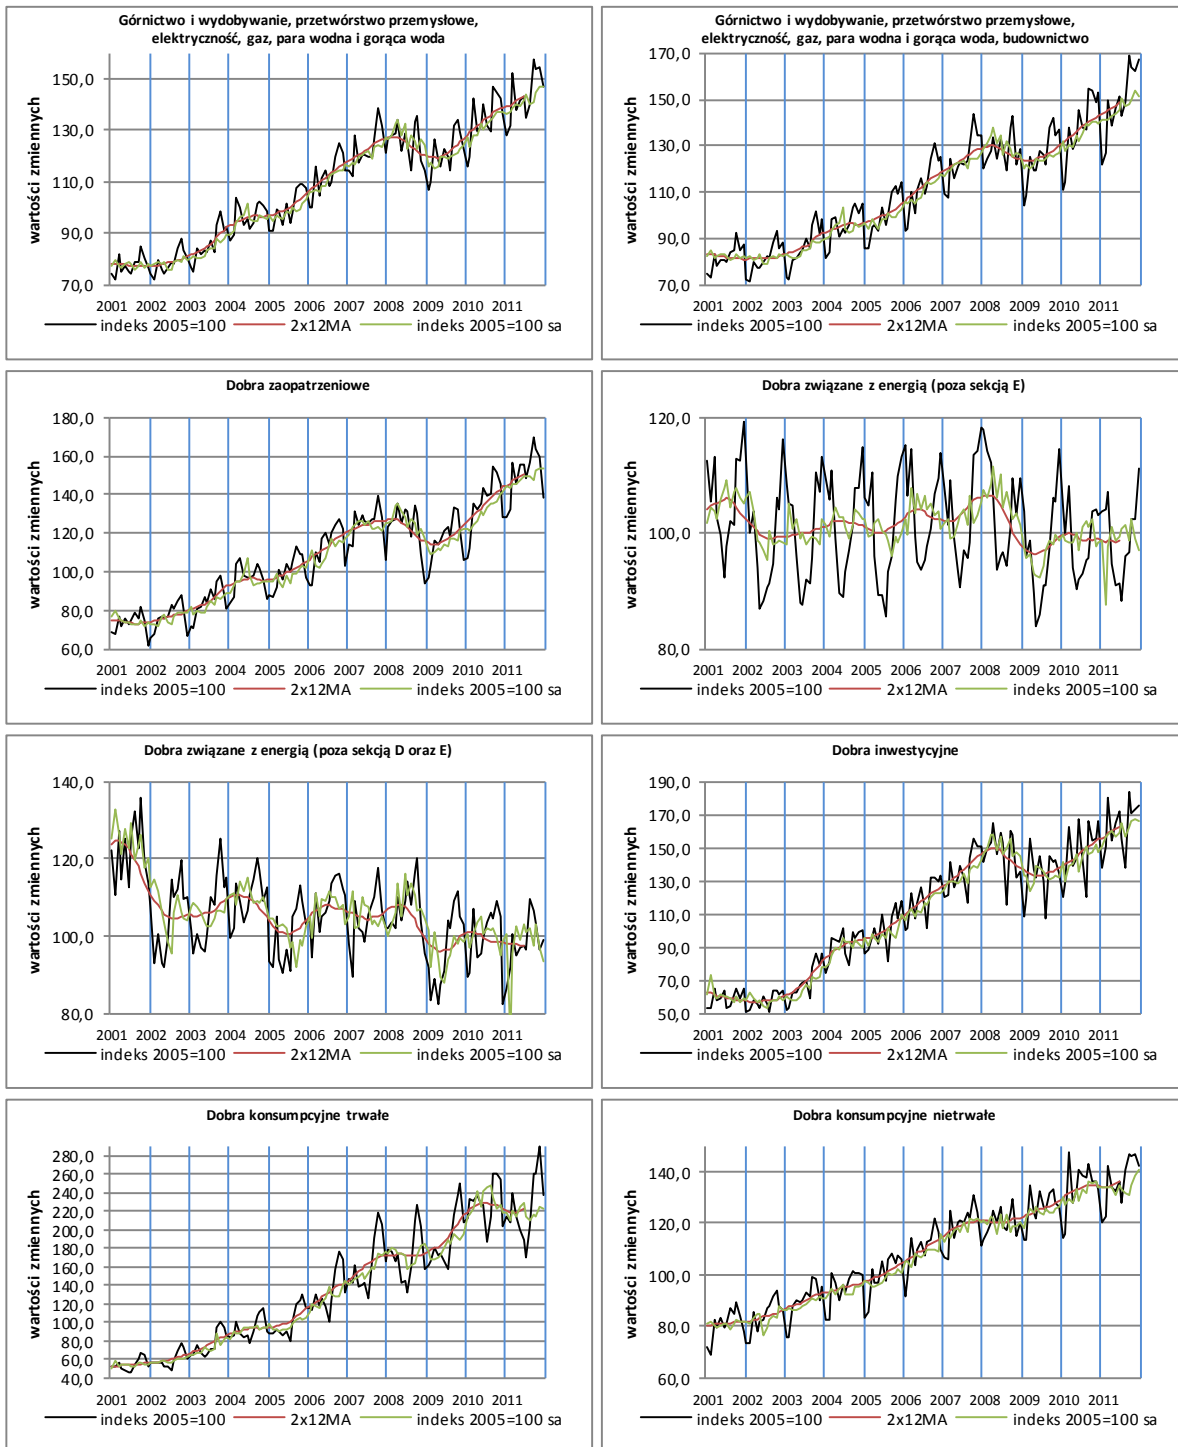 Górnictwo i wydobywanie, przetwórstwo przemysłowe,
elektryczność, gaz, para wodna i gorąca woda
wartości zmiennych
150,0
130,0
110,0
90,0
70,0
2001 2002 2003 2004 2005 2006 2007 2008 2009 2010 2011
indeks 2005=100 2x12MA indeks 2005=100 sa
Górnictwo i wydobywanie, przetwórstwo przemysłowe,
elektryczność, gaz, para wodna i gorąca woda, budownictwo
wartości zmiennych
170,0
150,0
130,0
110,0
90,0
70,0
2001 2002 2003 2004 2005 2006 2007 2008 2009 2010 2011
indeks 2005=100 2x12MA indeks 2005=100 sa
Dobra zaopatrzeniowe
wartości zmiennych
180,0
160,0
140,0
120,0
100,0
80,0
60,0
2001 2002 2003 2004 2005 2006 2007 2008 2009 2010 2011
indeks 2005=100 2x12MA indeks 2005=100 sa
Dobra związane z energią (poza sekcją E)
wartości zmiennych
120,0
100,0
80,0
2001 2002 2003 2004 2005 2006 2007 2008 2009 2010 2011
indeks 2005=100 2x12MA indeks 2005=100 sa
Dobra związane z energią (poza sekcją D oraz E)
wartości zmiennych
140,0
120,0
100,0
80,0
2001 2002 2003 2004 2005 2006 2007 2008 2009 2010 2011
indeks 2005=100 2x12MA indeks 2005=100 sa
Dobra inwestycyjne
wartości zmiennych
190,0
170,0
150,0
130,0
110,0
90,0
70,0
50,0
2001 2002 2003 2004 2005 2006 2007 2008 2009 2010 2011
indeks 2005=100 2x12MA indeks 2005=100 sa
Dobra konsumpcyjne trwałe
wartości zmiennych
280,0
260,0
240,0
220,0
200,0
180,0
160,0
140,0
120,0
100,0
80,0
60,0
40,0
2001 2002 2003 2004 2005 2006 2007 2008 2009 2010 2011
indeks 2005=100 2x12MA indeks 2005=100 sa
Dobra konsumpcyjne nietrwałe
wartości zmiennych
140,0
120,0
100,0
80,0
60,0
2001 2002 2003 2004 2005 2006 2007 2008 2009 2010 2011
indeks 2005=100 2x12MA indeks 2005=100 sa